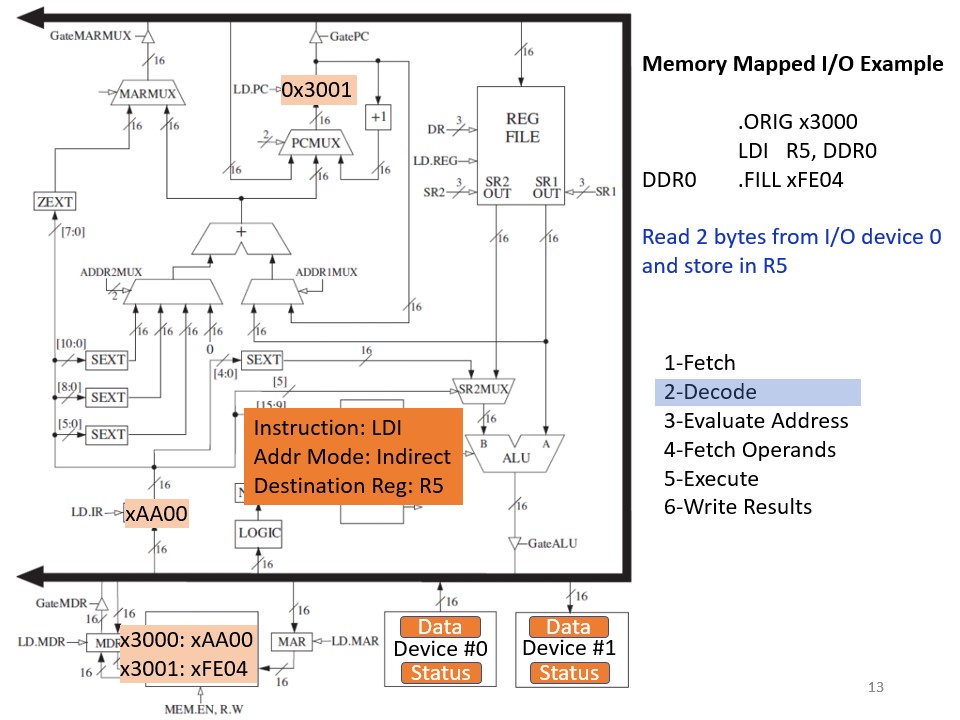 GateMARMUX
GatePC
16
16
16
MARMUX
LD.PC
0x3001
+1
16
16
16
2
PCMUX
16
16
REG
FILE
DR
3
LD.REG
SR2
3
SR2
OUT
SR1
OUT
3
SR1
ZEXT
[7:0]
+
16
16
ADDR2MUX
2
ADDR1MUX
16
16
16
16
16
16
0
[10:0]
SEXT
[8:0]
SEXT
[5:0]
SEXT
[4:0]
SEXT
16
[5]
[15:9]
SR2MUX
16
B
A
ALU
Instruction: LDI
Addr Mode: Indirect
Destination Reg: R5
16
LD.IR
xAA00
16
N
LOGIC
16
16
GateALU
GateMDR
16
16
LD.MDR
MDR
16
x3000: xAA00
x3001: xFE04
16
MAR
LD.MAR
16
MEM.EN, R.W
16
Data
Device #0
Status
16
Data
Device #1
Status
Memory Mapped I/O Example
.ORIG x3000
LDI R5, DDR0
DDR0 .FILL xFE04
Read 2 bytes from I/O device 0
and store in R5
1-Fetch
2-Decode
3-Evaluate Address
4-Fetch Operands
5-Execute
6-Write Results
13